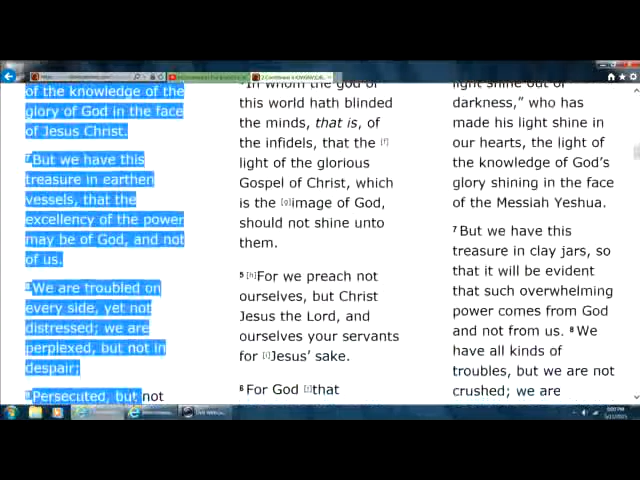 of the knowledge of the
glory of God in the face
of Jesus Christ.
7 But we have this
treasure in earthen
vessels, that the
excellency of the power
may be of God, and not
of us.
8 We are troubled on
every side, yet not
distressed; we are
perplexed, but not in
despair;
9 Persecuted, but not
In whom the god of
this world hath blinded
the minds, that is, of
the infidels, that the [f]
light of the glorious
Gospel of Christ, which
is the [g]image of God,
should not shine unto
them.
5 [h]For we preach not
ourselves, but Christ
Jesus the Lord, and
ourselves your servants
for [i]Jesus' sake.
6 For God [j]that
light shine out of
darkness,” who has
made his light shine in
our hearts, the light of
the knowledge of God’s
glory shining in the face
of the Messiah Yeshua.
7 But we have this
treasure in clay jars, so
that it will be evident
that such overwhelming
power comes from God
and not from us. 8 We
have all kinds of
troubles, but we are not
crushed; we are